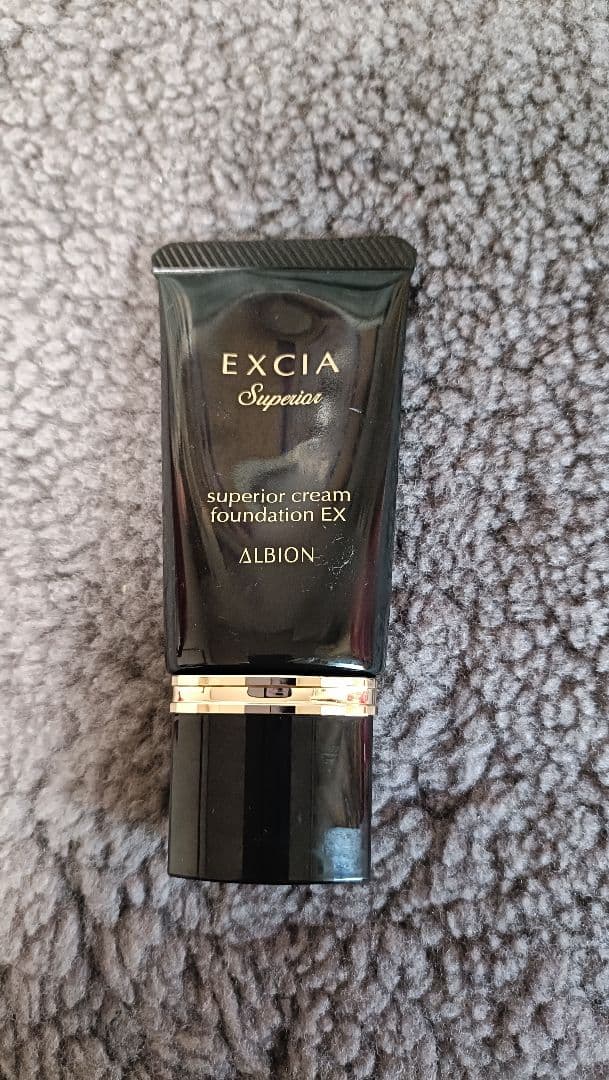 EXCIA
Superior
superior cream
foundation EX
ALBION